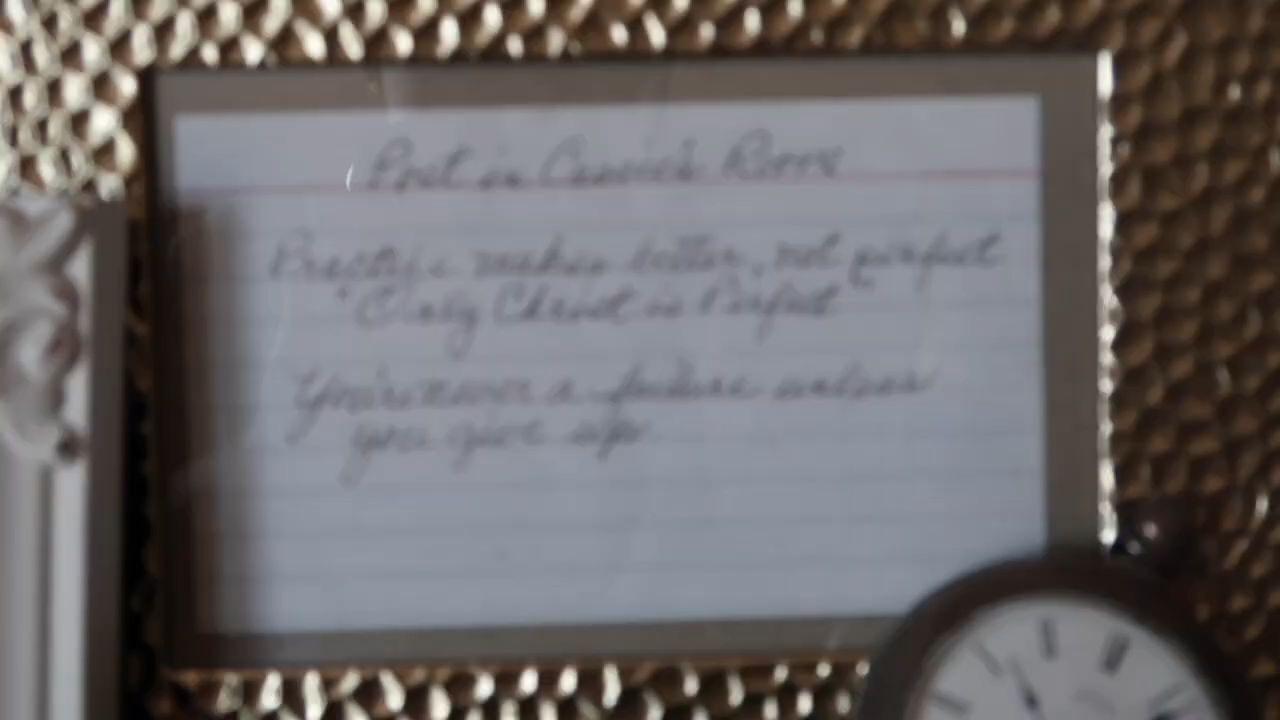 Post in Cassie's Room
Practice makes better, not perfect
"Only Christ is Perfect"
You're never a failure unless
you give up.